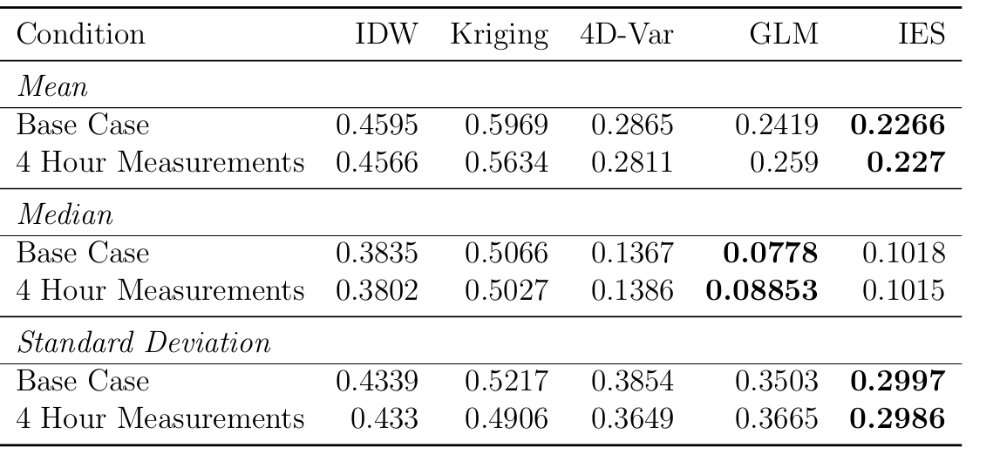 Condition IDW Kriging 4D-Var GLM IES
Mean
Base Case 0.4595 0.5969 0.2865 0.2419 0.2266
4 Hour Measurements 0.4566 0.5634 0.2811 0.259 0.227
Median
Base Case 0.3835 0.5066 0.1367 0.0778 0.1018
4 Hour Measurements 0.3802 0.5027 0.1386 0.08853 0.1015
Standard Deviation
Base Case 0.4339 0.5217 0.3854 0.3503 0.2997
4 Hour Measurements 0.433 0.4906 0.3649 0.3665 0.2986